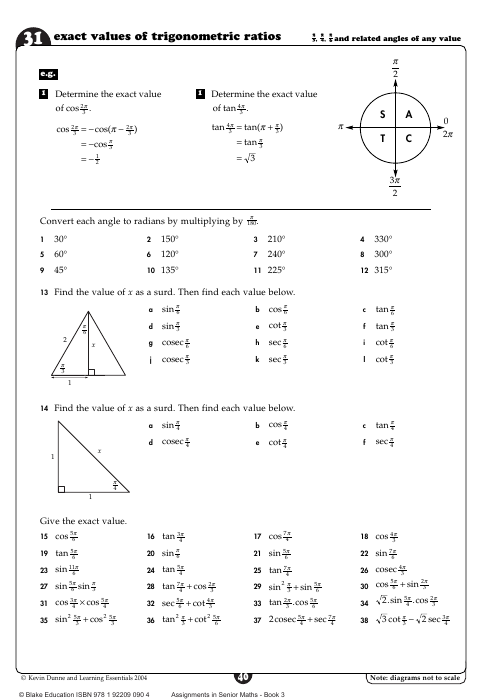 31 exact values of trigonometric ratios
and related angles of any value
e.g.
1 Determine the exact value of cos 2π/3.
cos 2π/3 = −cos(π − 2π/3)
= −cos π/3
= −1/2
1 Determine the exact value of tan 4π/3.
tan 4π/3 = tan(π + π/3)
= tan π/3
= √3
π/2
S A
π 0
2π
T C
3π/2
Convert each angle to radians by multiplying by π/180.
1 30° 2 150° 3 210° 4 330°
5 60° 6 120° 7 240° 8 300°
9 45° 10 135° 11 225° 12 315°
13 Find the value of x as a surd. Then find each value below.
2 π/6 x π/3 1
a sin π/6 b cos π/6 c tan π/6
d sin π/3 e cot π/3 f tan π/3
g cosec π/6 h sec π/6 i cot π/6
j cosec π/3 k sec π/3 l cot π/3
14 Find the value of x as a surd. Then find each value below.
1 x π/4 1
a sin π/4 b cos π/4 c tan π/4
d cosec π/4 e cot π/4 f sec π/4
Give the exact value.
15 cos 5π/6 16 tan 3π/4 17 cos 7π/4 18 cos 4π/3
19 tan 5π/6 20 sin π/6 21 sin 5π/6 22 sin 7π/6
23 sin 11π/6 24 tan 5π/4 25 tan 7π/4 26 cosec 4π/3
27 sin 5π/6 sin π/3 28 tan 7π/4 + cos 2π/3 29 sin² π/3 + sin 5π/6 30 cos 5π/6 + sin 2π/3
31 cos 3π/4 × cos 5π/4 32 sec 5π/4 + cot 4π/3 33 tan 2π/3 . cos 5π/6 34 √2 . sin 5π/4 . cos 2π/3
35 sin² 5π/3 + cos² 5π/3 36 tan² π/3 + cot² 5π/6 37 2cosec 5π/4 + sec 7π/4 38 √3 cot π/3 − √2 sec 3π/4
© Kevin Dunne and Learning Essentials 2004 40 Note: diagrams not to scale
© Blake Education ISBN 978 1 92209 090 4 Assignments in Senior Maths - Book 3